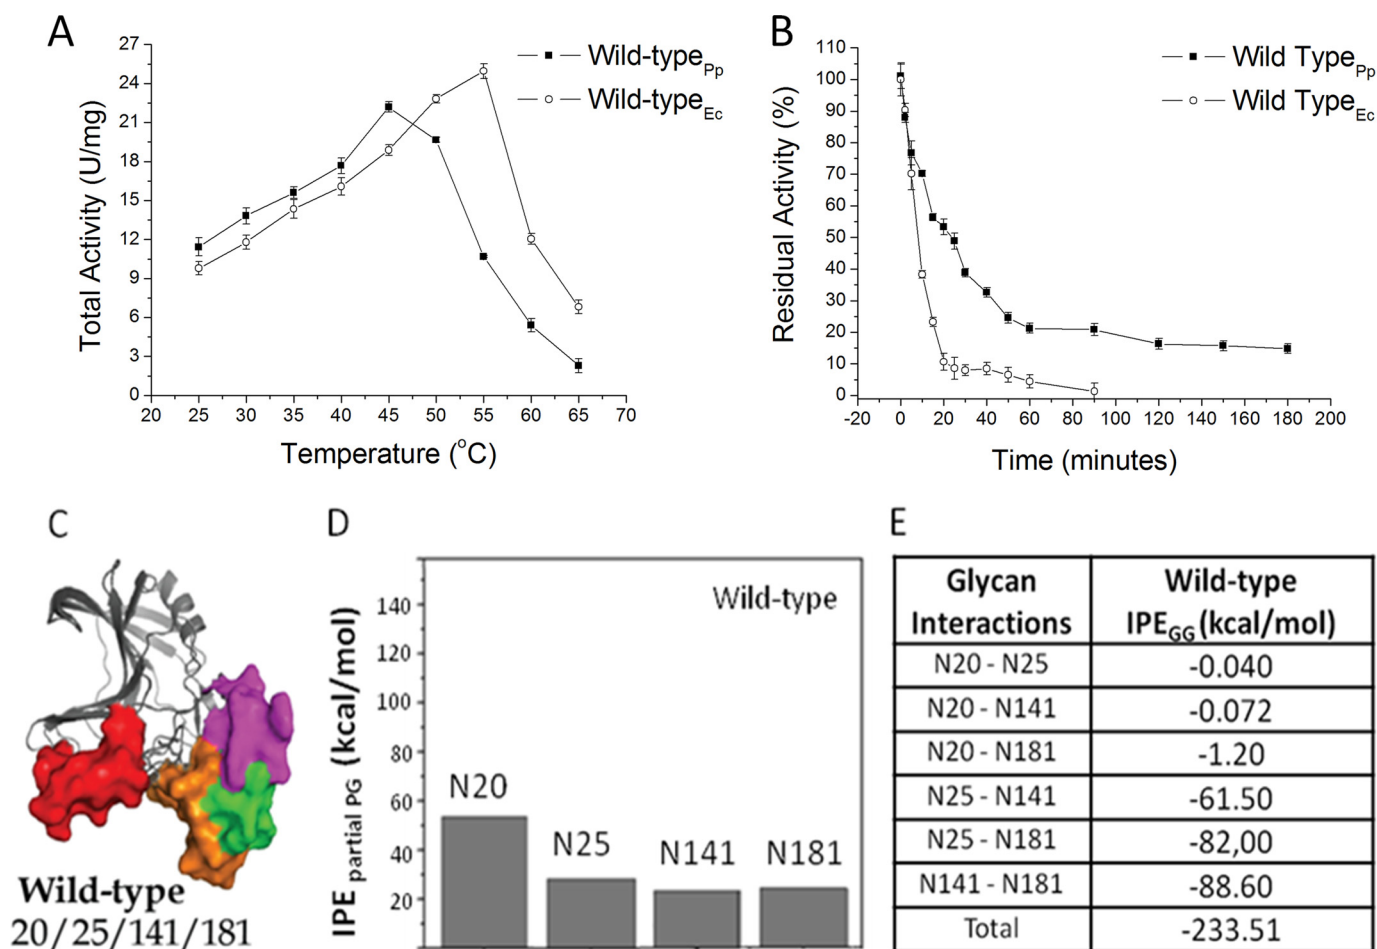 A
27
24
21
18
15
12
9
6
3
0
Total Activity (U/mg)
20 25 30 35 40 45 50 55 60 65 70
Temperature (°C)
Wild-typePp
Wild-typeEc
B
110
100
90
80
70
60
50
40
30
20
10
0
Residual Activity (%)
-20 0 20 40 60 80 100 120 140 160 180 200
Time (minutes)
Wild TypePp
Wild TypeEc
C
Wild-type
20/25/141/181
D
140
120
100
80
60
40
20
IPE partial PG (kcal/mol)
Wild-type
N20
N25
N141
N181
E
Glycan Interactions
Wild-type IPEGG (kcal/mol)
N20 - N25 -0.040
N20 - N141 -0.072
N20 - N181 -1.20
N25 - N141 -61.50
N25 - N181 -82,00
N141 - N181 -88.60
Total -233.51